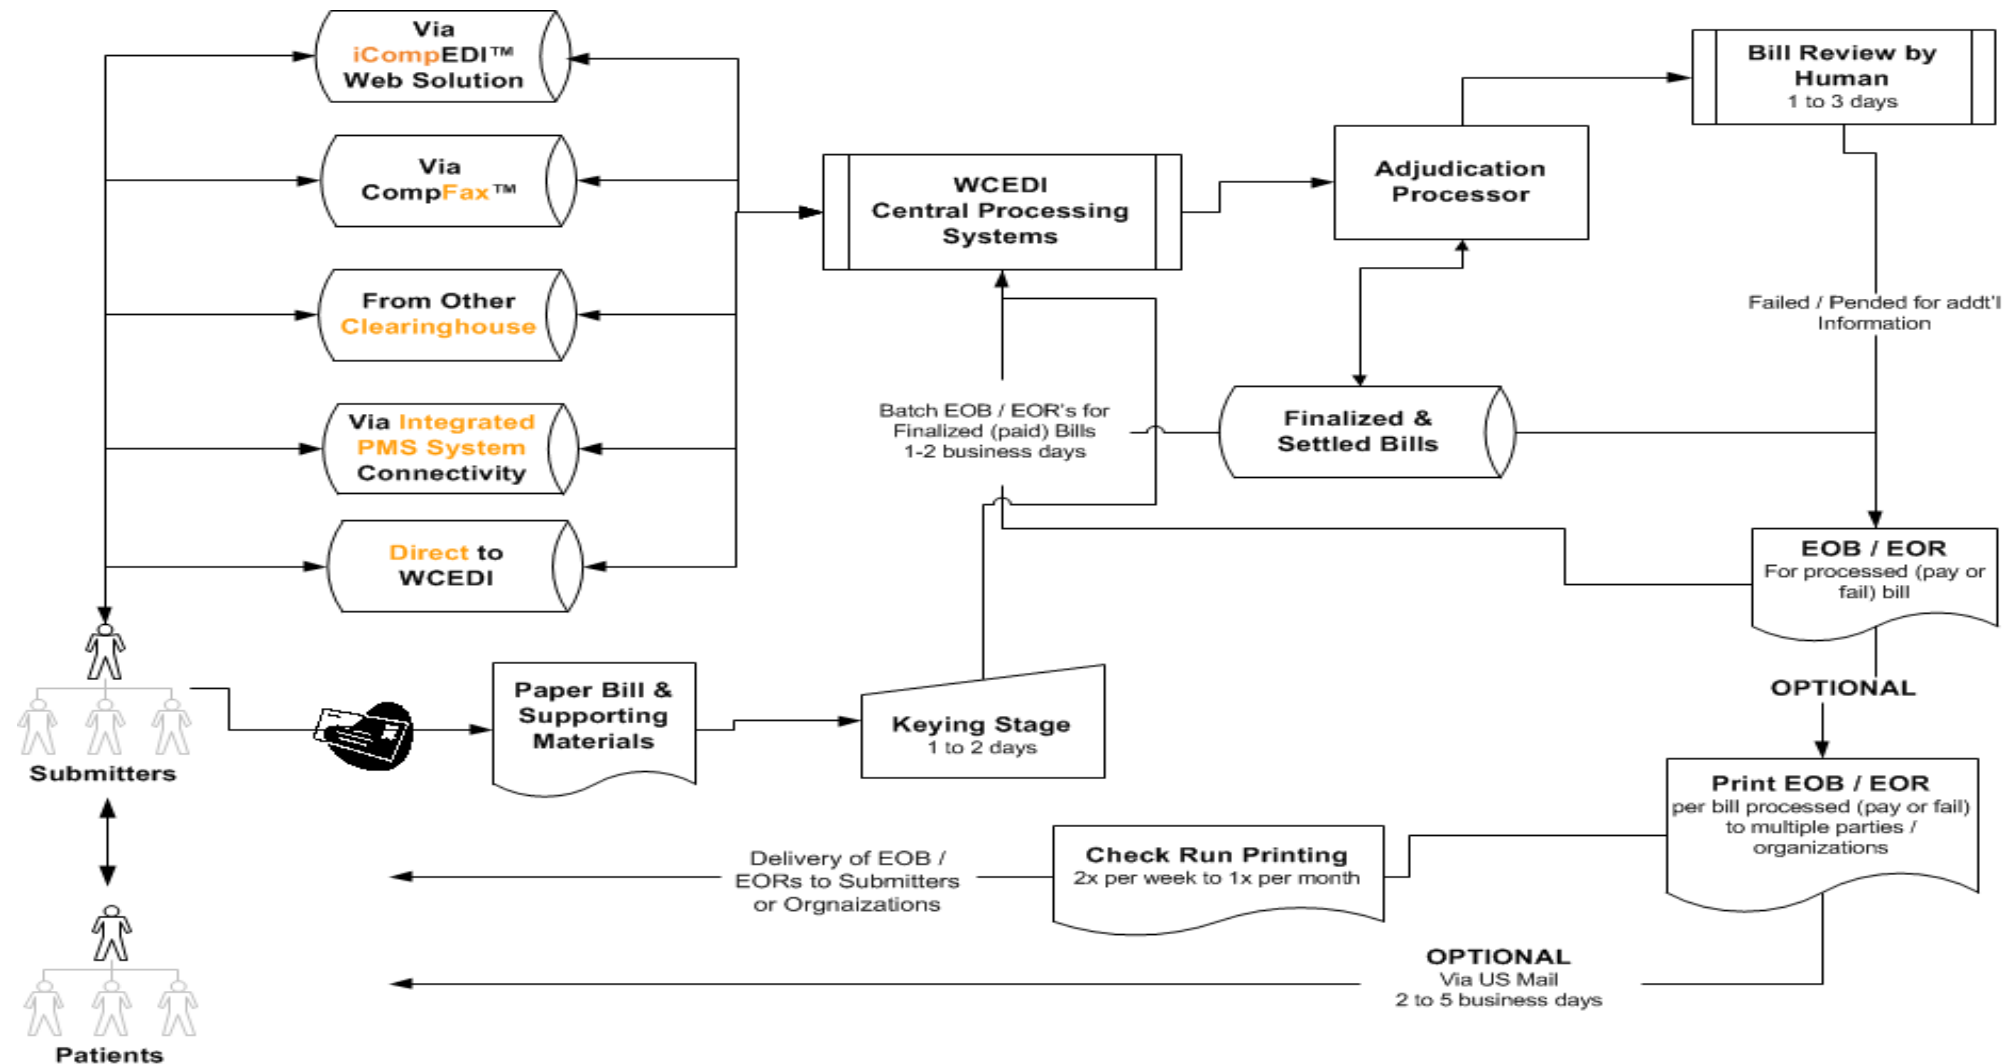 Via
iCompEDI™
Web Solution
Via
CompFax™
From Other
Clearinghouse
Via Integrated
PMS System
Connectivity
Direct to
WCEDI
WCEDI
Central Processing
Systems
Adjudication
Processor
Bill Review by
Human
1 to 3 days
Failed / Pended for addt'l
Information
Batch EOB / EOR's for
Finalized (paid) Bills
1-2 business days
Finalized &
Settled Bills
EOB / EOR
For processed (pay or
fail) bill
OPTIONAL
Submitters
Paper Bill &
Supporting
Materials
Keying Stage
1 to 2 days
Print EOB / EOR
per bill processed (pay or fail)
to multiple parties /
organizations
Check Run Printing
2x per week to 1x per month
Delivery of EOB /
EORs to Submitters
or Orgnaizations
OPTIONAL
Via US Mail
2 to 5 business days
Patients